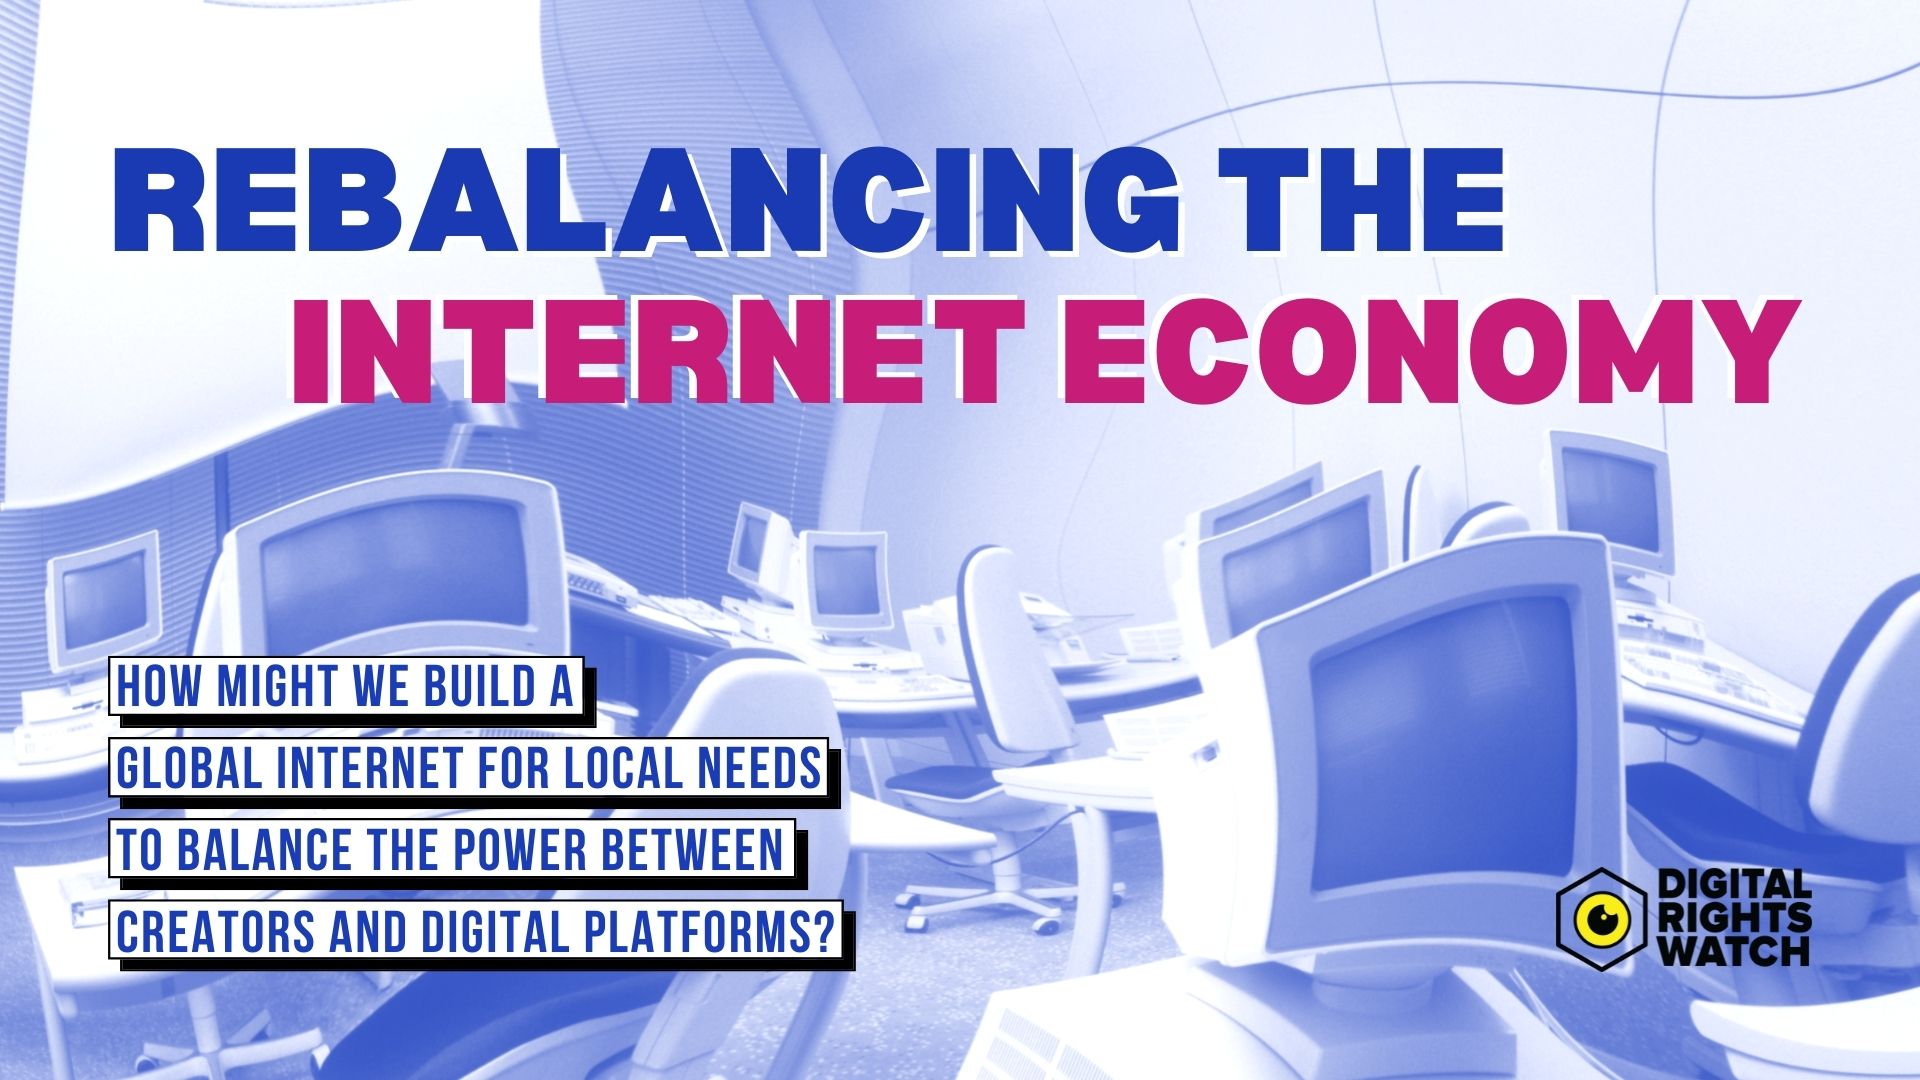 REBALANCING THE
INTERNET ECONOMY
HOW MIGHT WE BUILD A
GLOBAL INTERNET FOR LOCAL NEEDS
TO BALANCE THE POWER BETWEEN
CREATORS AND DIGITAL PLATFORMS?
DIGITAL
RIGHTS
WATCH